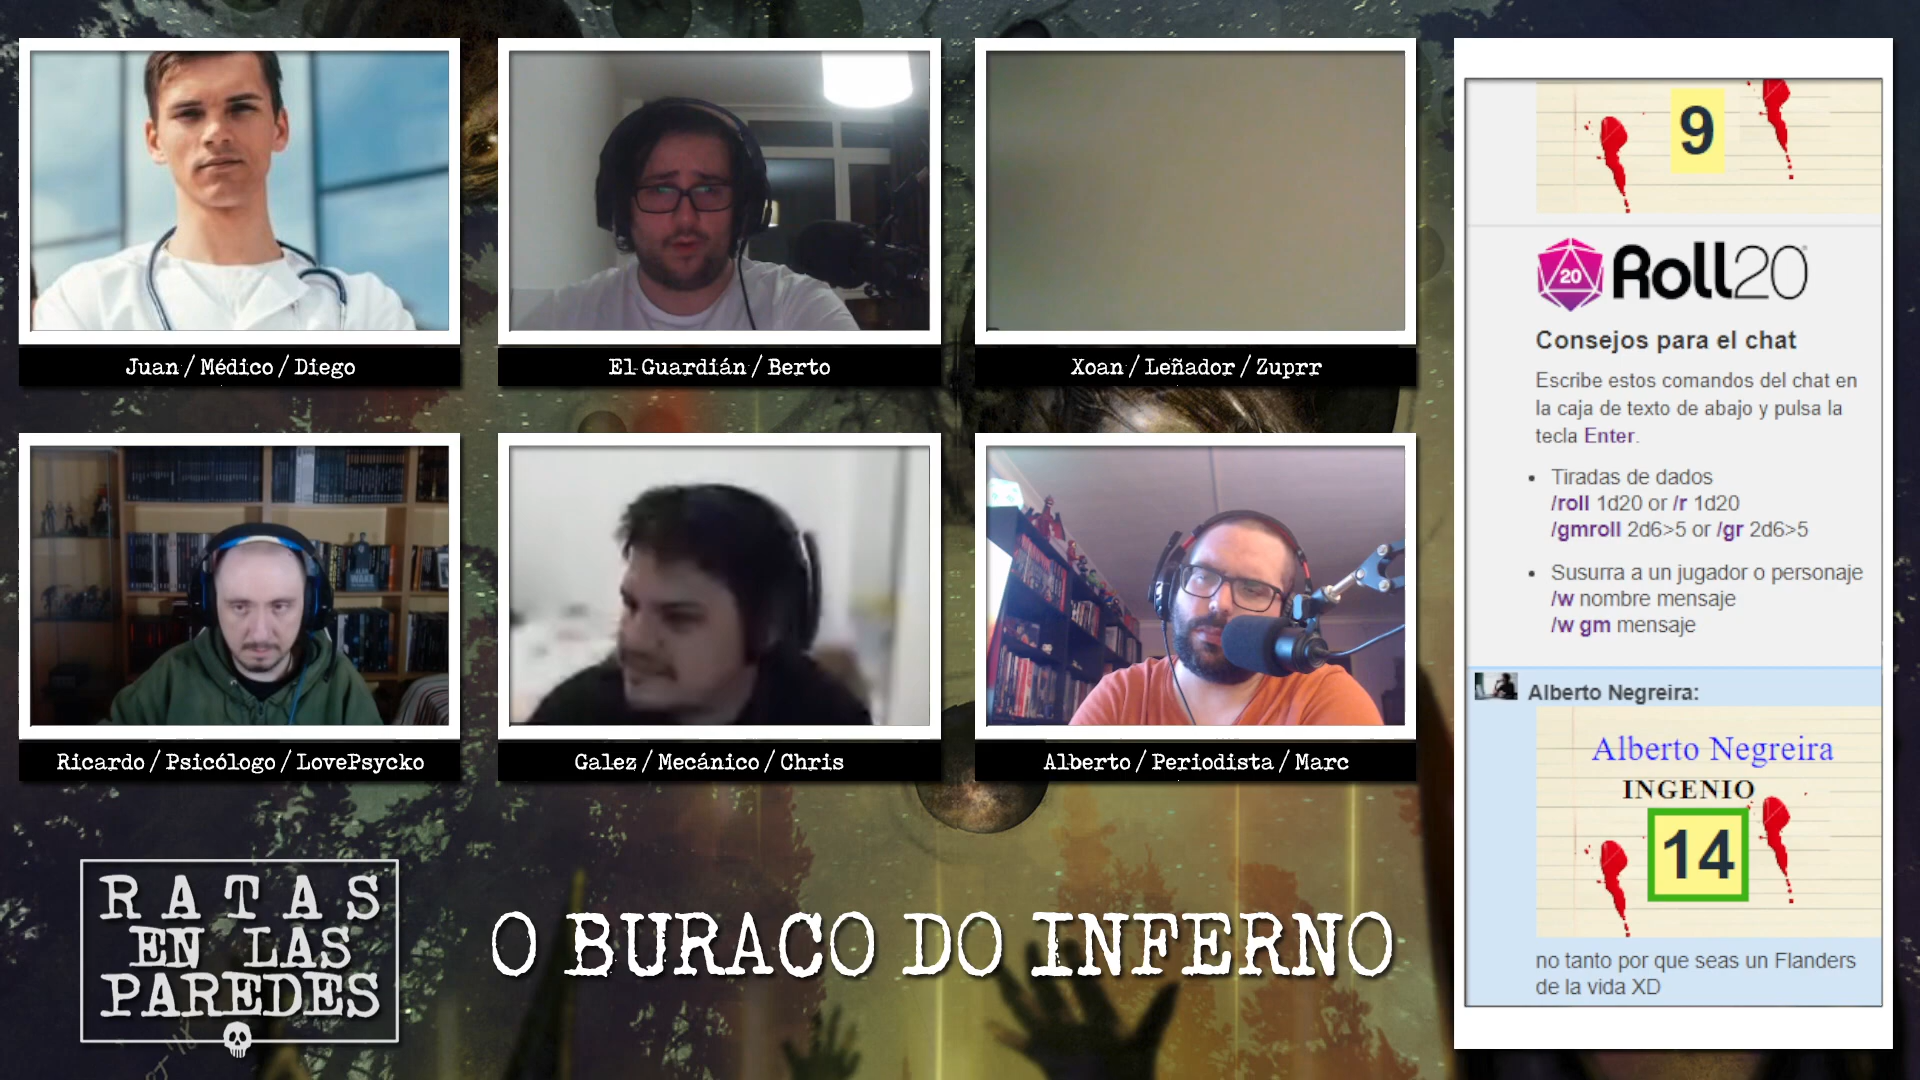 Juan / Médico / Diego
El Guardián / Berto
Xoan / Leñador / Zuprr
Ricardo / Psicólogo / LovePsycko
Galez / Mecánico / Chris
Alberto / Periodista / Marc
RATAS
EN LAS
PAREDES
O BURACO DO INFERNO
9
20
Roll20
Consejos para el chat
Escribe estos comandos del chat en
la caja de texto de abajo y pulsa la
tecla Enter.
• Tiradas de dados
/roll 1d20 or /r 1d20
/gmroll 2d6>5 or /gr 2d6>5
• Susurra a un jugador o personaje
/w nombre mensaje
/w gm mensaje
Alberto Negreira:
Alberto Negreira
INGENIO
14
no tanto por que seas un Flanders
de la vida XD